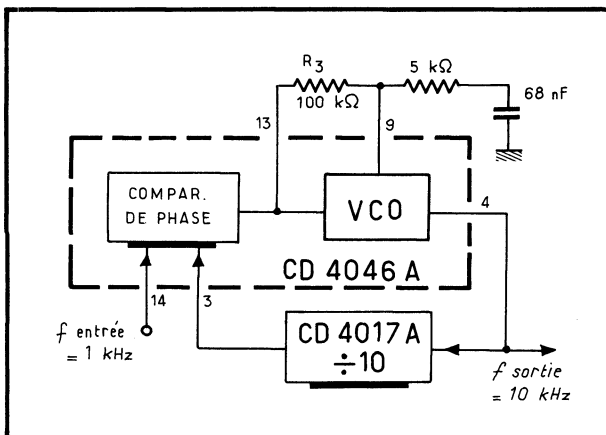 R3
100 kΩ
5 kΩ
68 nF
13
9
COMPAR.
DE PHASE
VCO
4
CD 4046 A
14
3
f entrée
= 1 kHz
CD 4017 A
÷10
f sortie
= 10 kHz